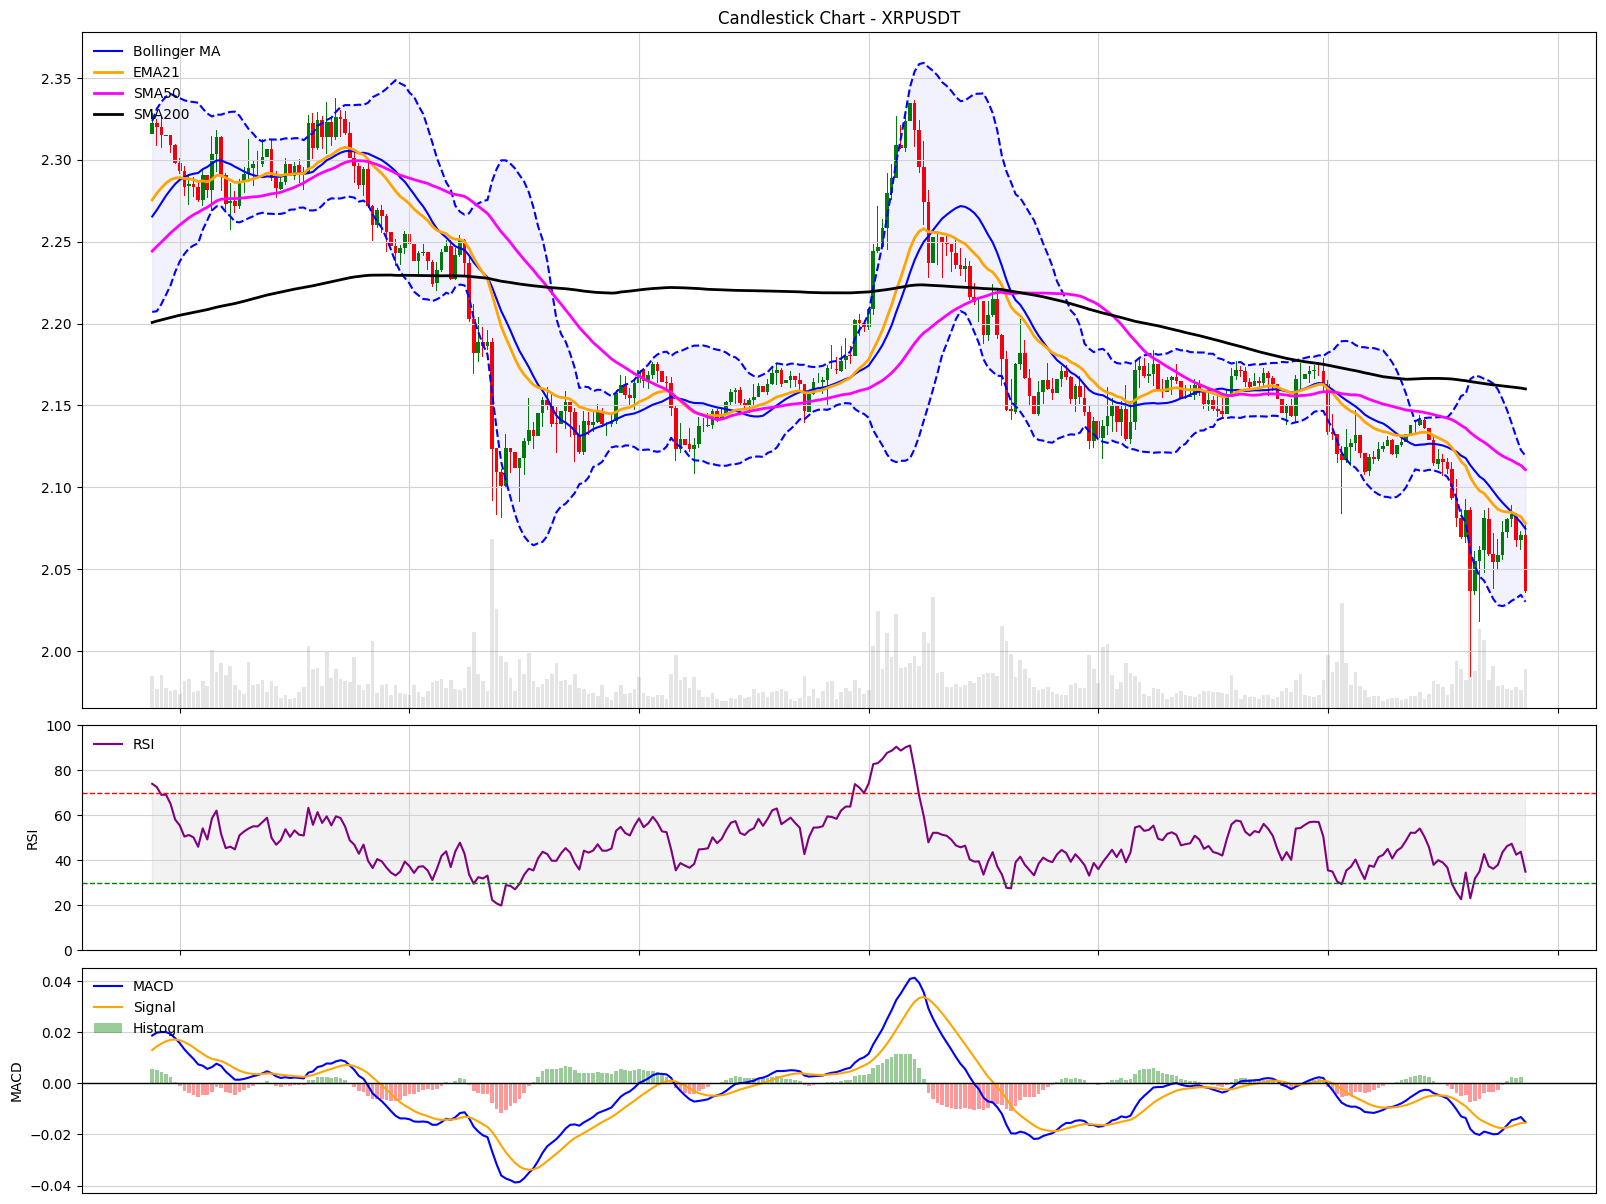 Candlestick Chart - XRPUSDT
Bollinger MA
EMA21
SMA50
SMA200
2.35
2.30
2.25
2.20
2.15
2.10
2.05
2.00
RSI
100
80
60
40
20
0
RSI
MACD
Signal
Histogram
0.04
0.02
0.00
−0.02
−0.04
MACD